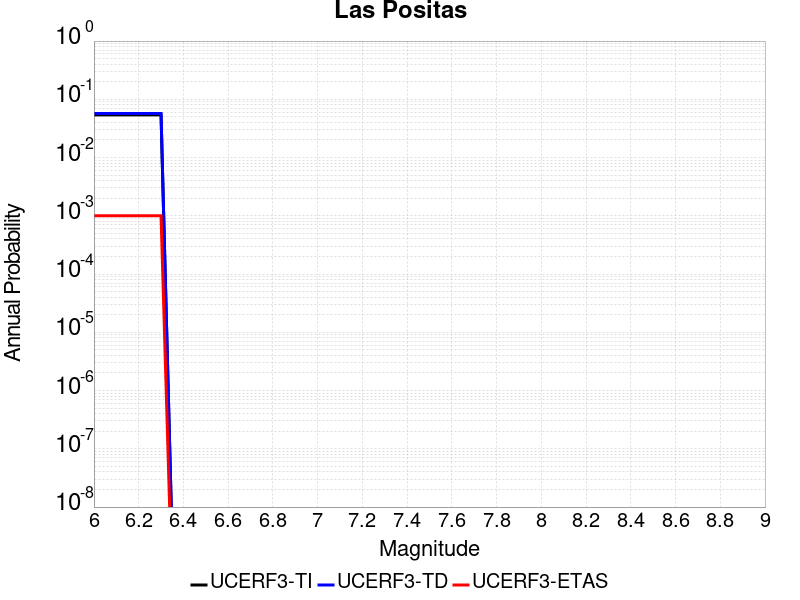 Las Positas
Annual Probability
10^0
10^-1
10^-2
10^-3
10^-4
10^-5
10^-6
10^-7
10^-8
6 6.2 6.4 6.6 6.8 7 7.2 7.4 7.6 7.8 8 8.2 8.4 8.6 8.8 9
Magnitude
UCERF3-TI UCERF3-TD UCERF3-ETAS